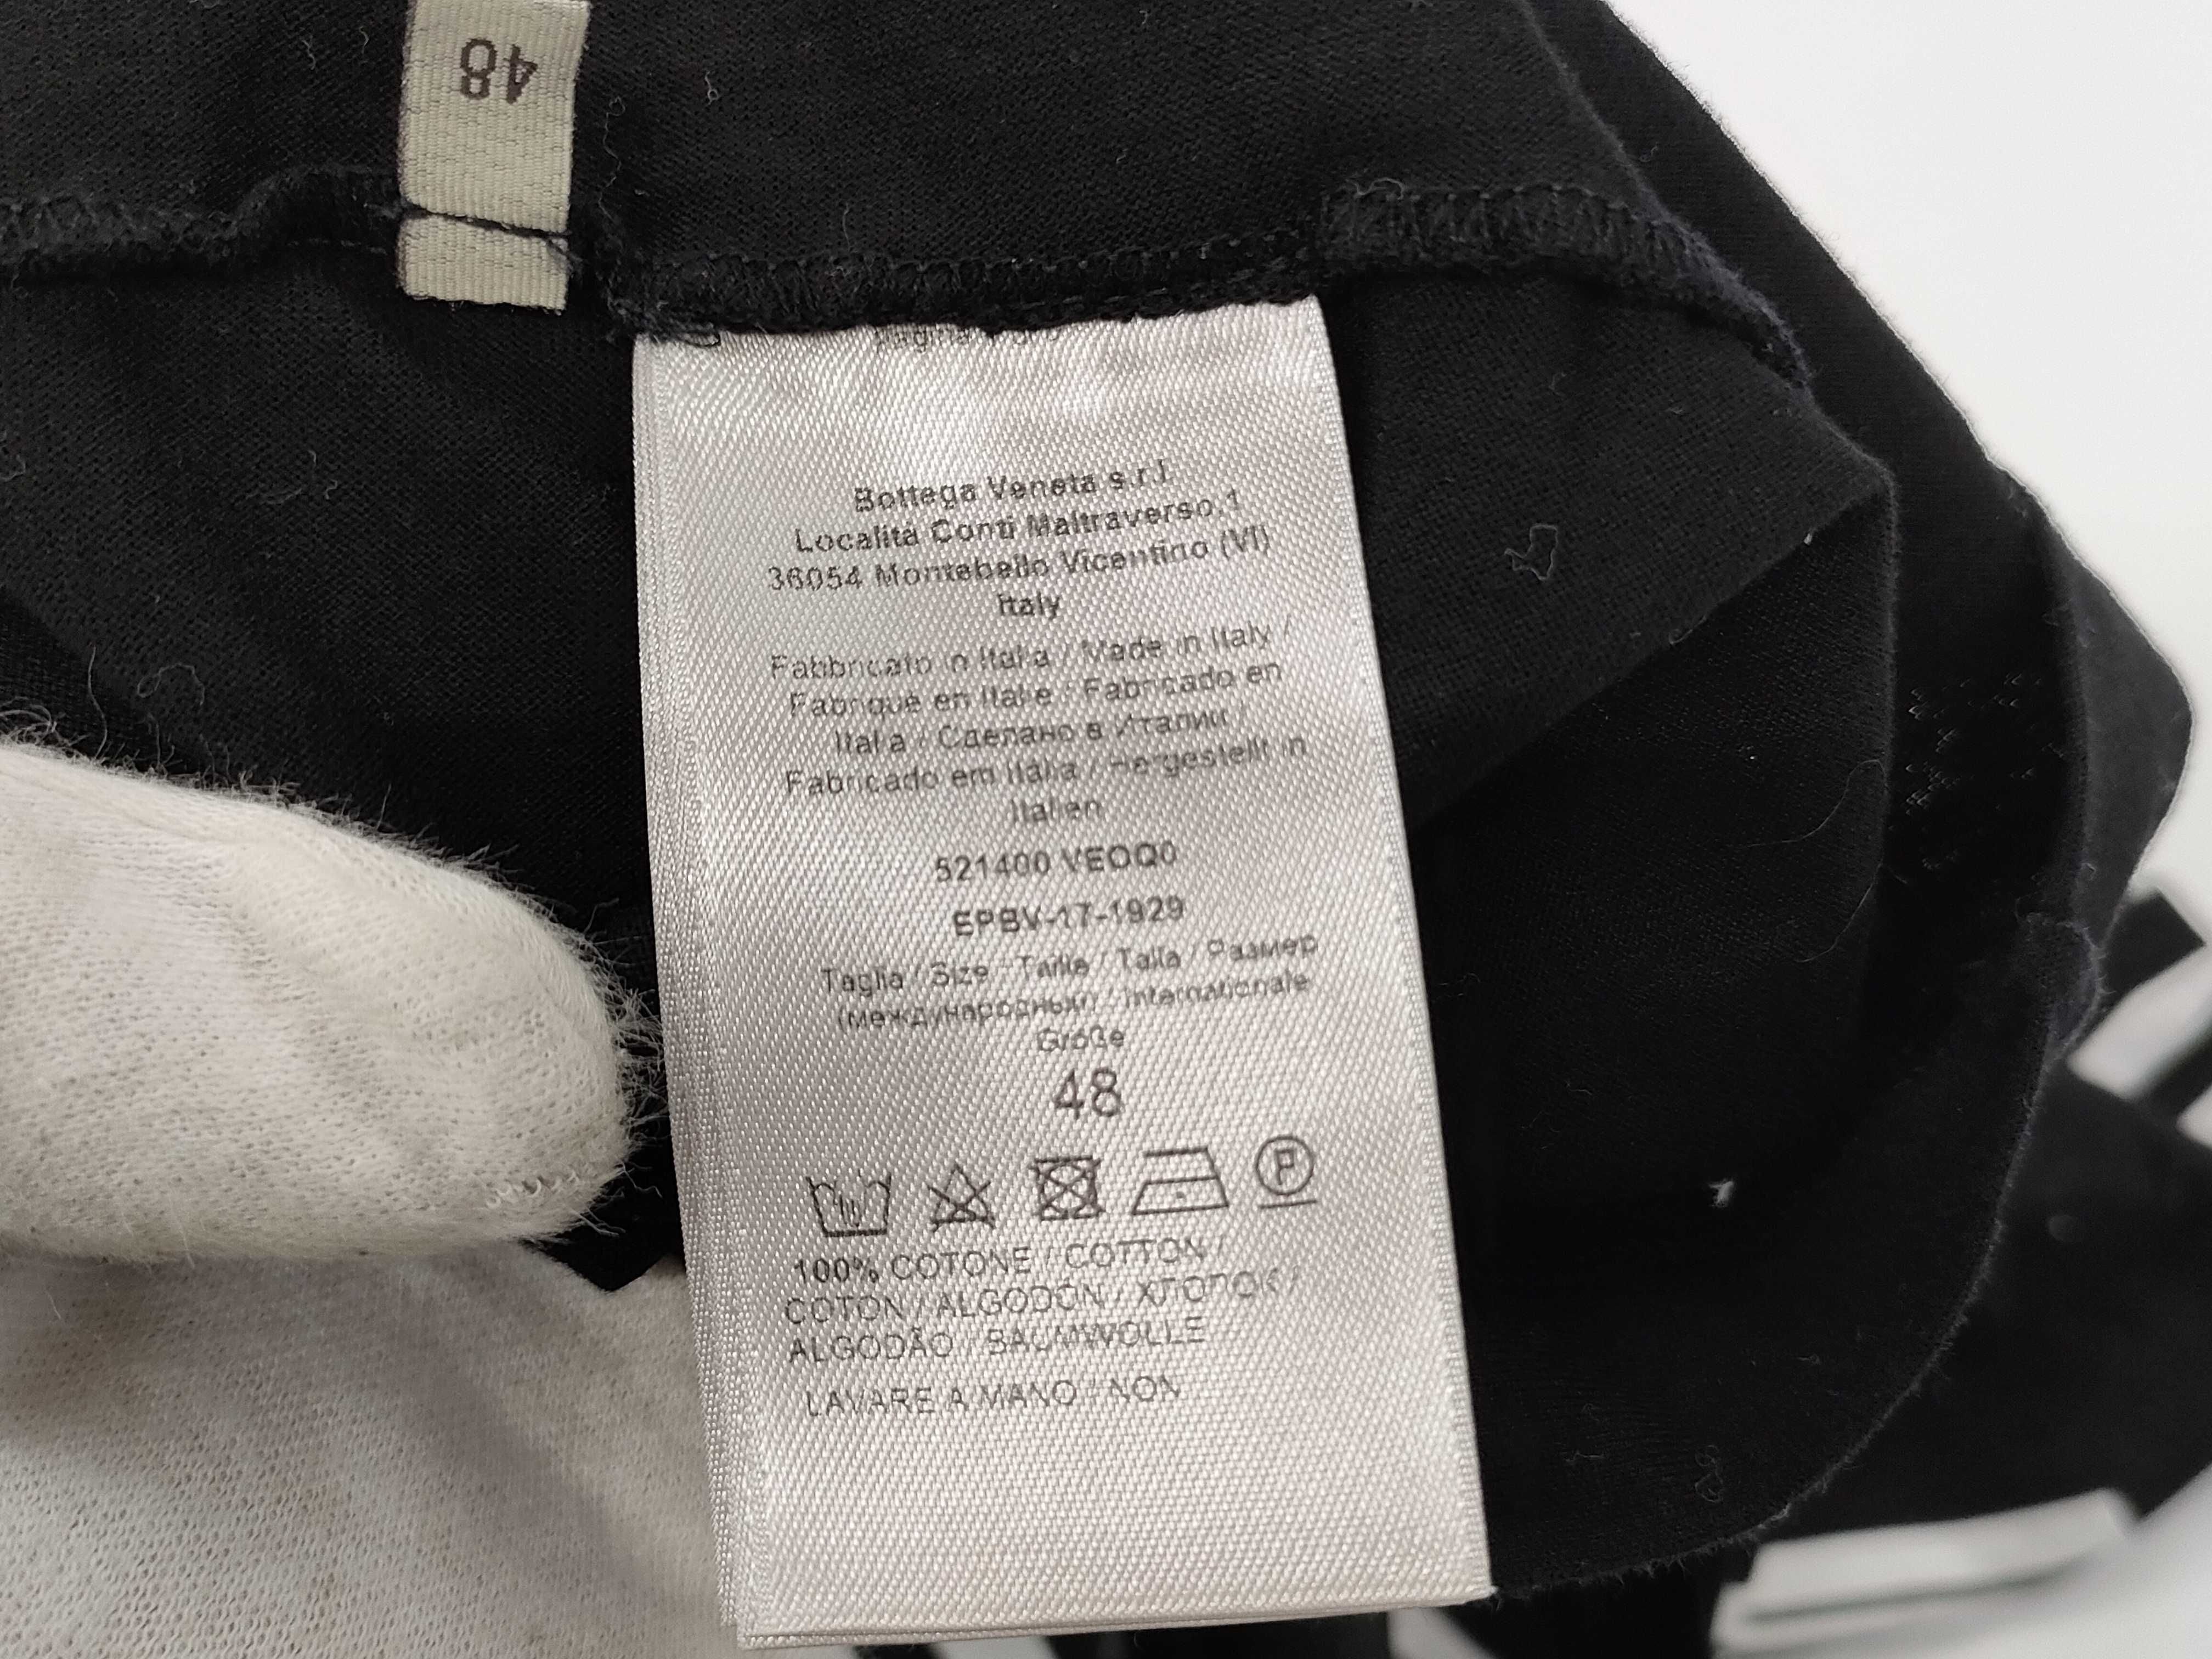 48
Bottega Veneta s.r.l
Località Conti Maltraverso,1
36054 Montebello Vicentino (VI)
Italy
Fabbricato in Italia / Made in Italy /
Fabriqué en Italie / Fabricado en
Italia / Сделано в Италии /
Fabricado em Itália / Hergestellt in
Italien
521400 VEOQ0
EPBV-17-1929
Taglia / Size / Taille / Talla / Размер
(международный) / Internationale
Größe
48
P
100% COTONE / COTTON /
COTON / ALGODÓN / ХЛОПОК /
ALGODÃO / BAUMWOLLE
LAVARE A MANO / NON